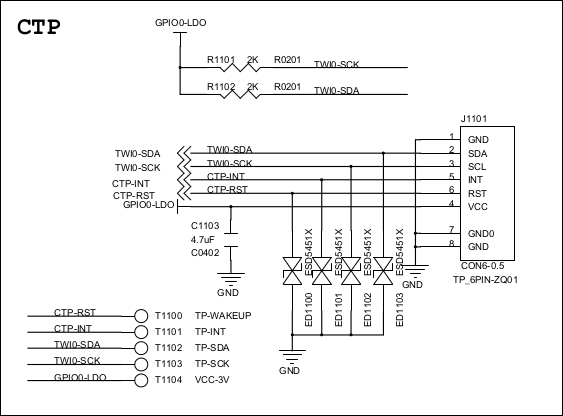 CTP
GPIO0-LDO
R1101 2K R0201 TWI0-SCK
R1102 2K R0201 TWI0-SDA
J1101
1 GND
TWI0-SDA TWI0-SDA 2 SDA
TWI0-SCK TWI0-SCK 3 SCL
CTP-INT CTP-INT 5 INT
CTP-RST CTP-RST 6 RST
GPIO0-LDO 4 VCC
C1103
4.7uF
C0402
GND
7 GND0
8 GND
CON6-0.5
TP_6PIN-ZQ01
GND
ESD5451X
ESD5451X
ESD5451X
ESD5451X
ED1100
ED1101
ED1102
ED1103
GND
CTP-RST T1100 TP-WAKEUP
CTP-INT T1101 TP-INT
TWI0-SDA T1102 TP-SDA
TWI0-SCK T1103 TP-SCK
GPIO0-LDO T1104 VCC-3V